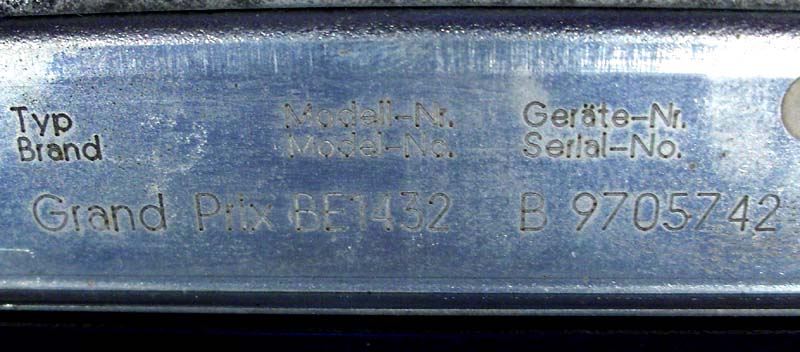 Typ Modell-Nr. Geräte-Nr.
Brand Model-No. Serial-No.
Grand Prix BE1432 B 9705742